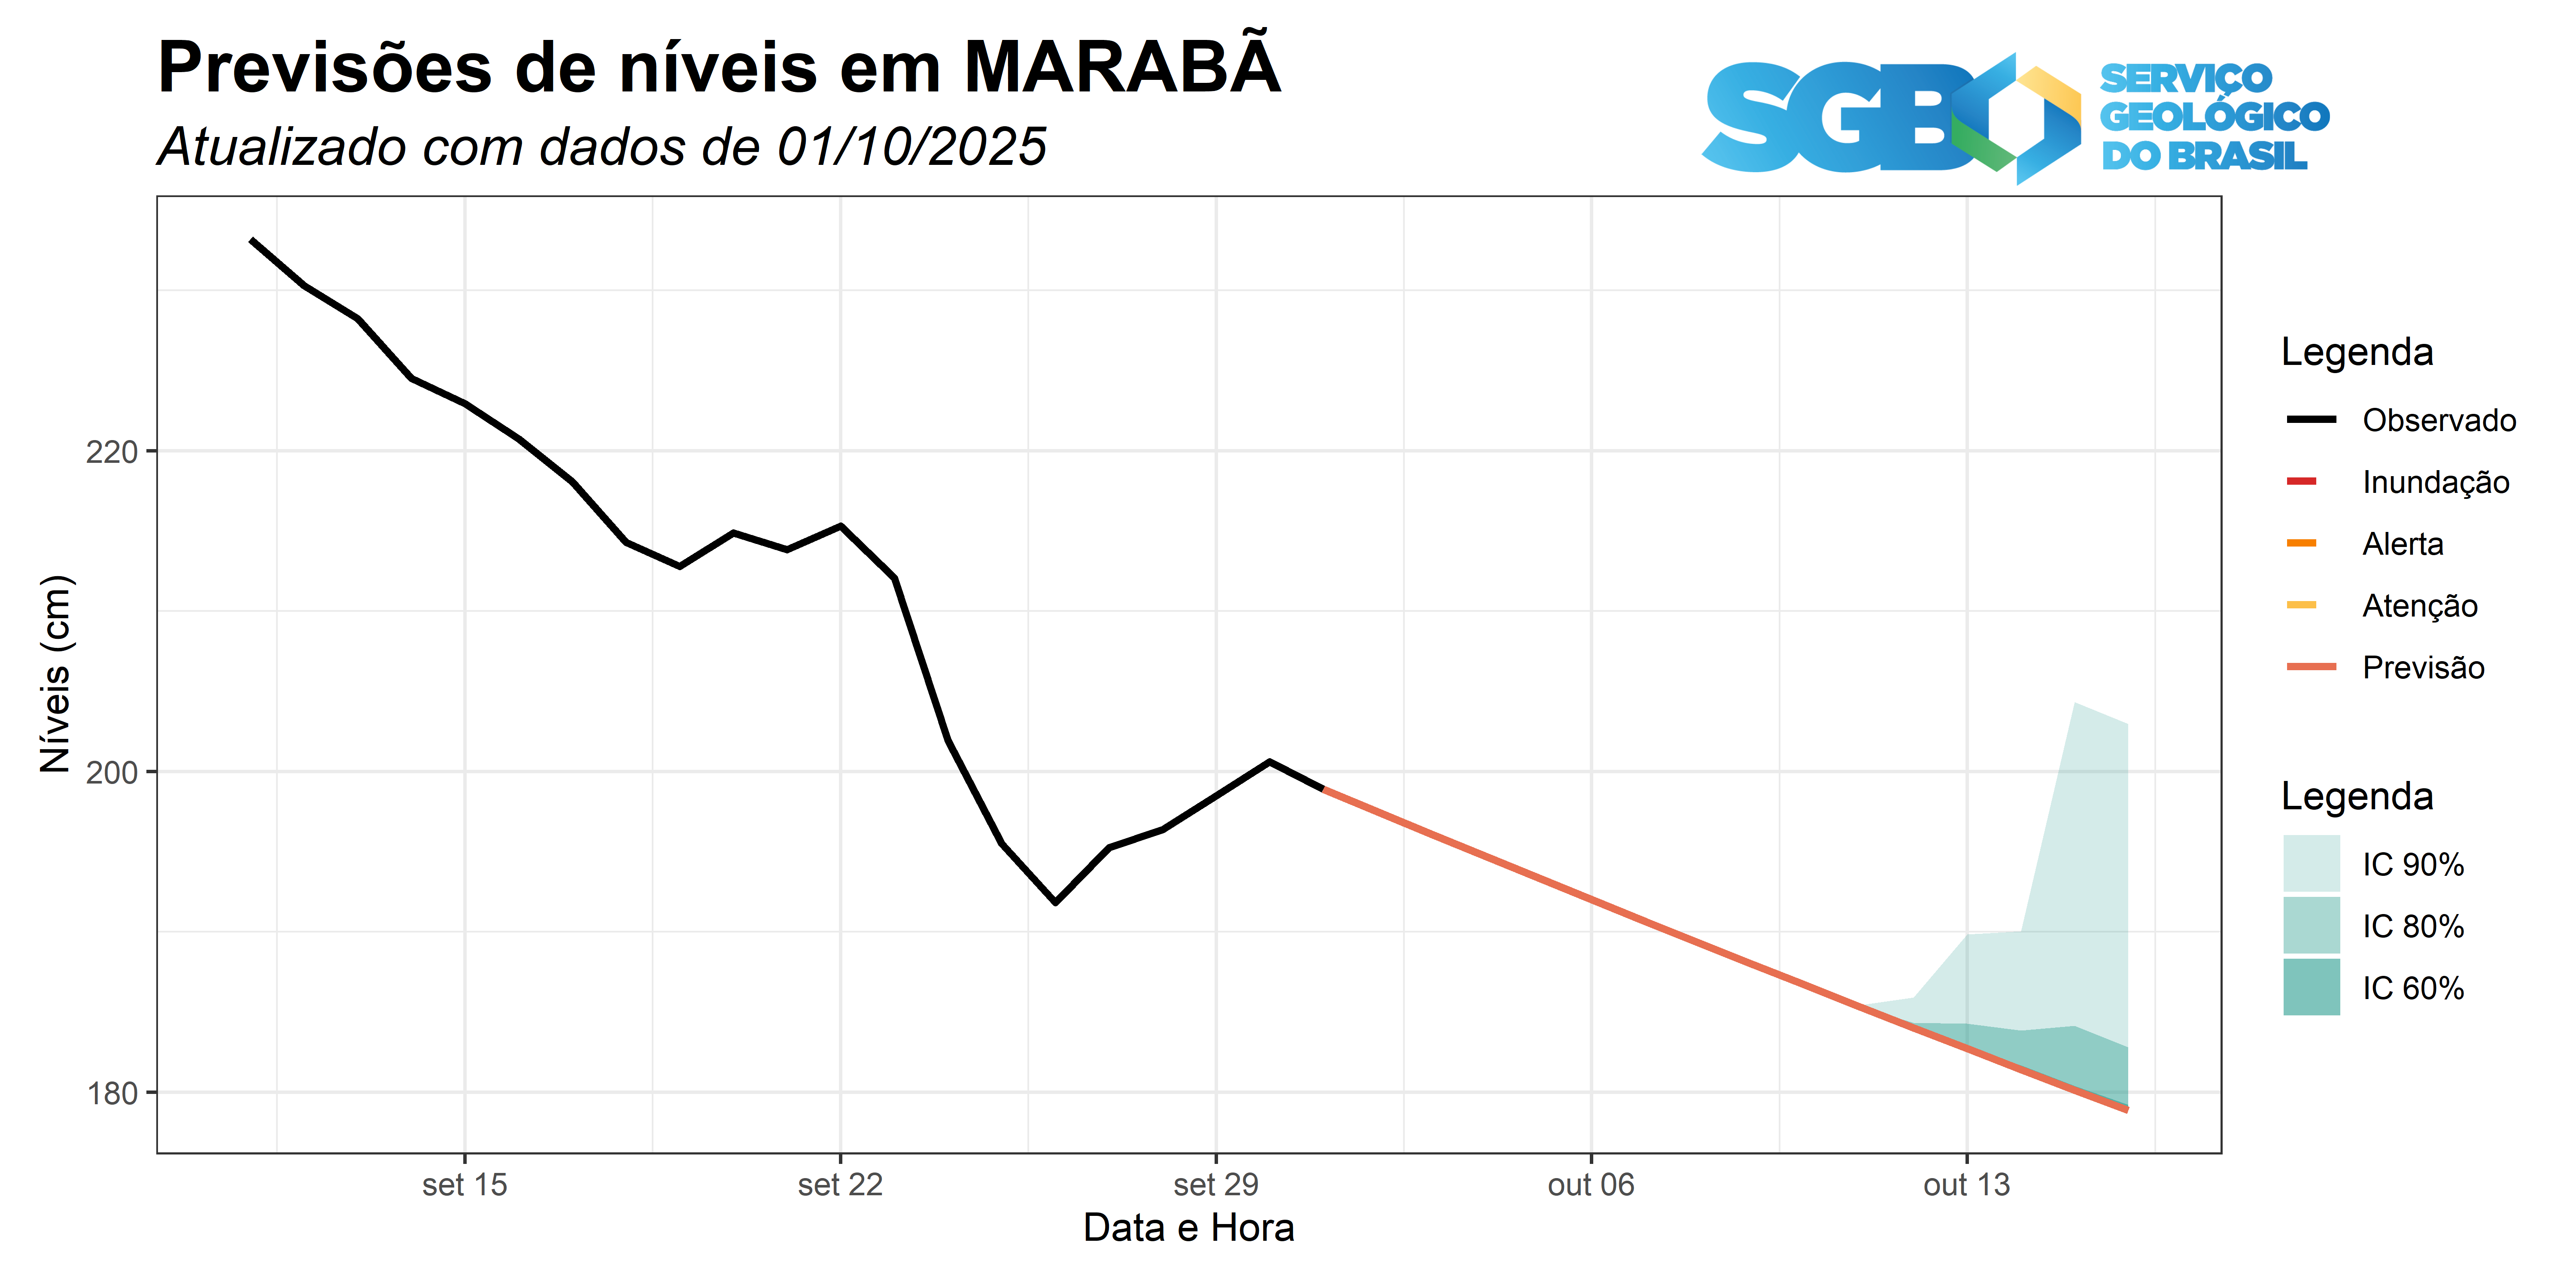 Previsões de níveis em MARABÃ
Atualizado com dados de 01/10/2025
SGB
SERVIÇO
GEOLÓGICO
DO BRASIL
Níveis (cm)
220
200
180
set 15
set 22
set 29
out 06
out 13
Data e Hora
Legenda
Observado
Inundação
Alerta
Atenção
Previsão
Legenda
IC 90%
IC 80%
IC 60%